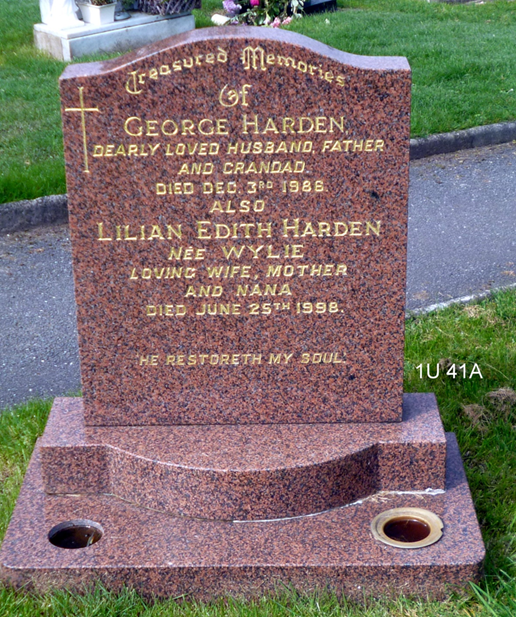 Treasured Memories
Of
GEORGE HARDEN
DEARLY LOVED HUSBAND, FATHER
AND GRANDAD.
DIED DEC. 3RD 1986.
ALSO
LILIAN EDITH HARDEN
NÉE WYLIE
LOVING WIFE, MOTHER
AND NANA
DIED JUNE 25TH 1998.
'HE RESTORETH MY SOUL.'
1U 41A